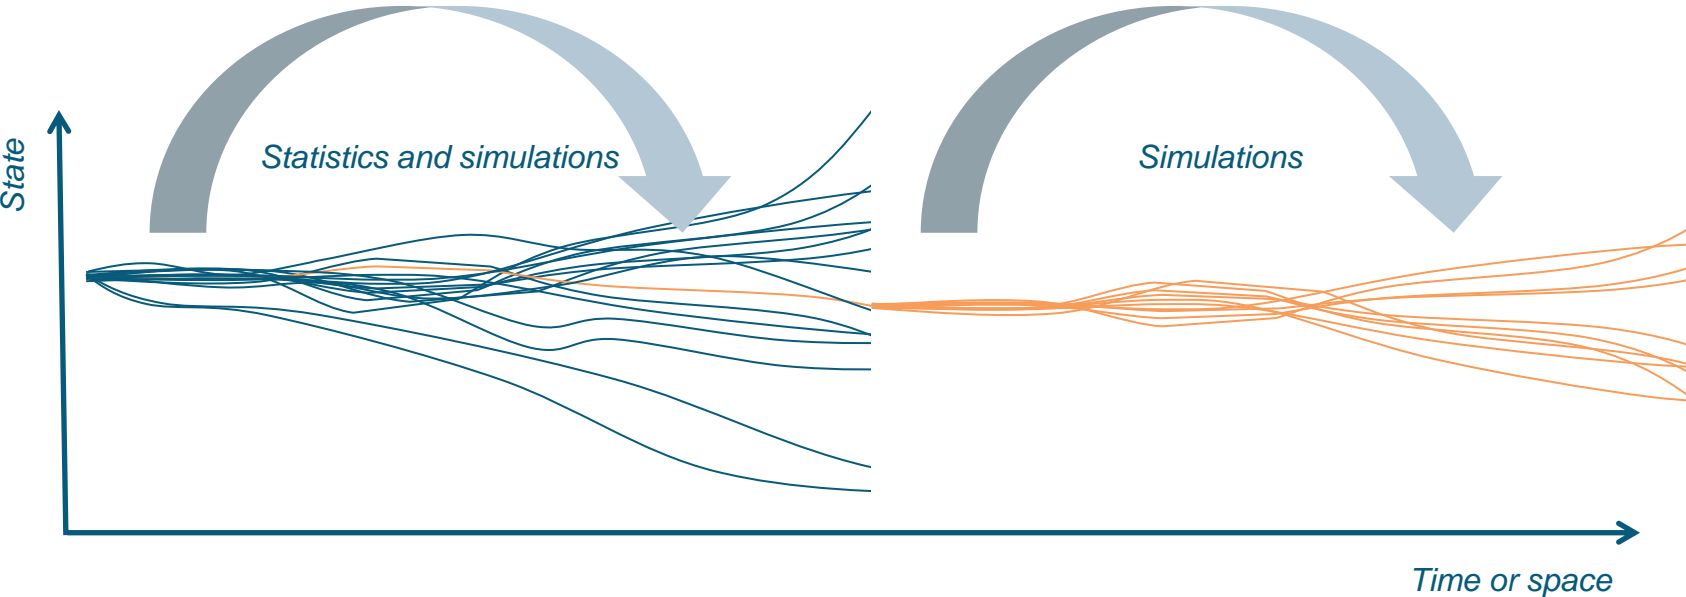 Statistics and simulations
Simulations
State
Time or space